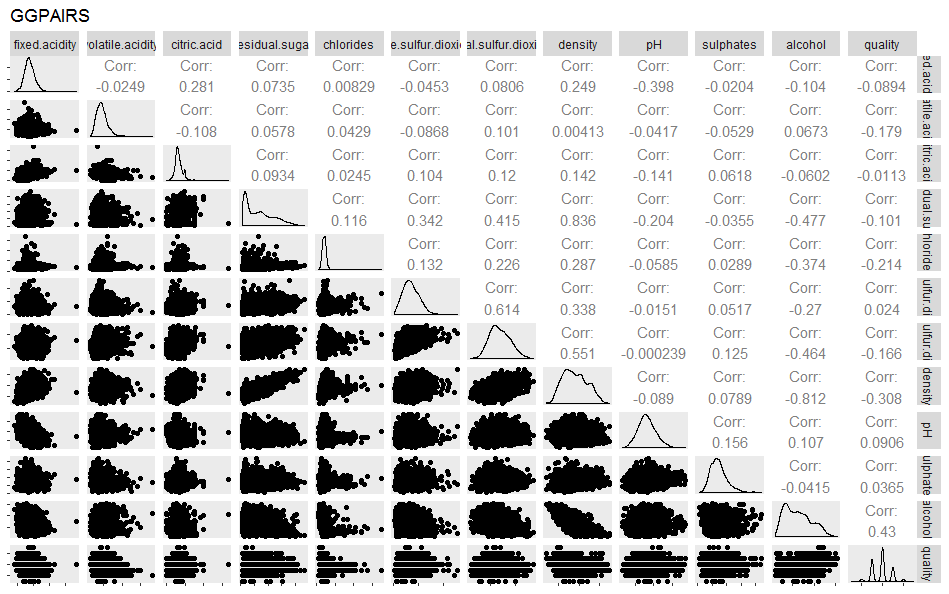 GGPAIRS
fixed.acidity volatile.acidity citric.acid esidual.suga chlorides e.sulfur.dioxid al.sulfur.dioxi density pH sulphates alcohol quality
Corr: Corr: Corr: Corr: Corr: Corr: Corr: Corr: Corr: Corr: Corr:
-0.0249 0.281 0.0735 0.00829 -0.0453 0.0806 0.249 -0.398 -0.0204 -0.104 -0.0894
ed.acid
Corr: Corr: Corr: Corr: Corr: Corr: Corr: Corr: Corr: Corr:
-0.108 0.0578 0.0429 -0.0868 0.101 0.00413 -0.0417 -0.0529 0.0673 -0.179
atile.aci
Corr: Corr: Corr: Corr: Corr: Corr: Corr: Corr: Corr:
0.0934 0.0245 0.104 0.12 0.142 -0.141 0.0618 -0.0602 -0.0113
itric.aci
Corr: Corr: Corr: Corr: Corr: Corr: Corr: Corr:
0.116 0.342 0.415 0.836 -0.204 -0.0355 -0.477 -0.101
dual.su
Corr: Corr: Corr: Corr: Corr: Corr: Corr:
0.132 0.226 0.287 -0.0585 0.0289 -0.374 -0.214
hloride
Corr: Corr: Corr: Corr: Corr: Corr:
0.614 0.338 -0.0151 0.0517 -0.27 0.024
ulfur.di
Corr: Corr: Corr: Corr: Corr:
0.551 -0.000239 0.125 -0.464 -0.166
ulfur.di
Corr: Corr: Corr: Corr:
-0.089 0.0789 -0.812 -0.308
density
Corr: Corr: Corr:
0.156 0.107 0.0906
pH
Corr: Corr:
-0.0415 0.0365
ulphate
Corr:
0.43
alcohol
quality